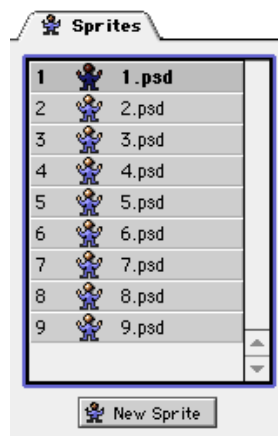 Sprites
1 1.psd
2 2.psd
3 3.psd
4 4.psd
5 5.psd
6 6.psd
7 7.psd
8 8.psd
9 9.psd
New Sprite